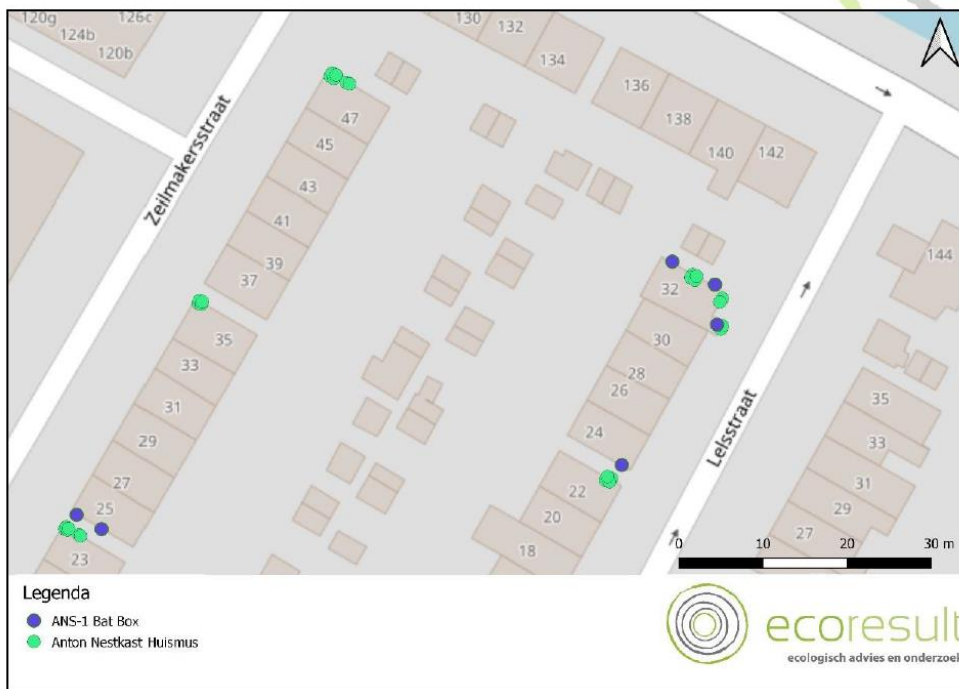 120g
126c
124b
120b
130
132
134
136
138
140
142
144
Zeilmakersstraat
47
45
43
41
39
37
35
33
31
29
27
25
23
32
30
28
26
24
22
20
18
Lelsstraat
35
33
31
29
27
0 10 20 30 m
Legenda
ANS-1 Bat Box
Anton Nestkast Huismus
ecoresult
ecologisch advies en onderzoek